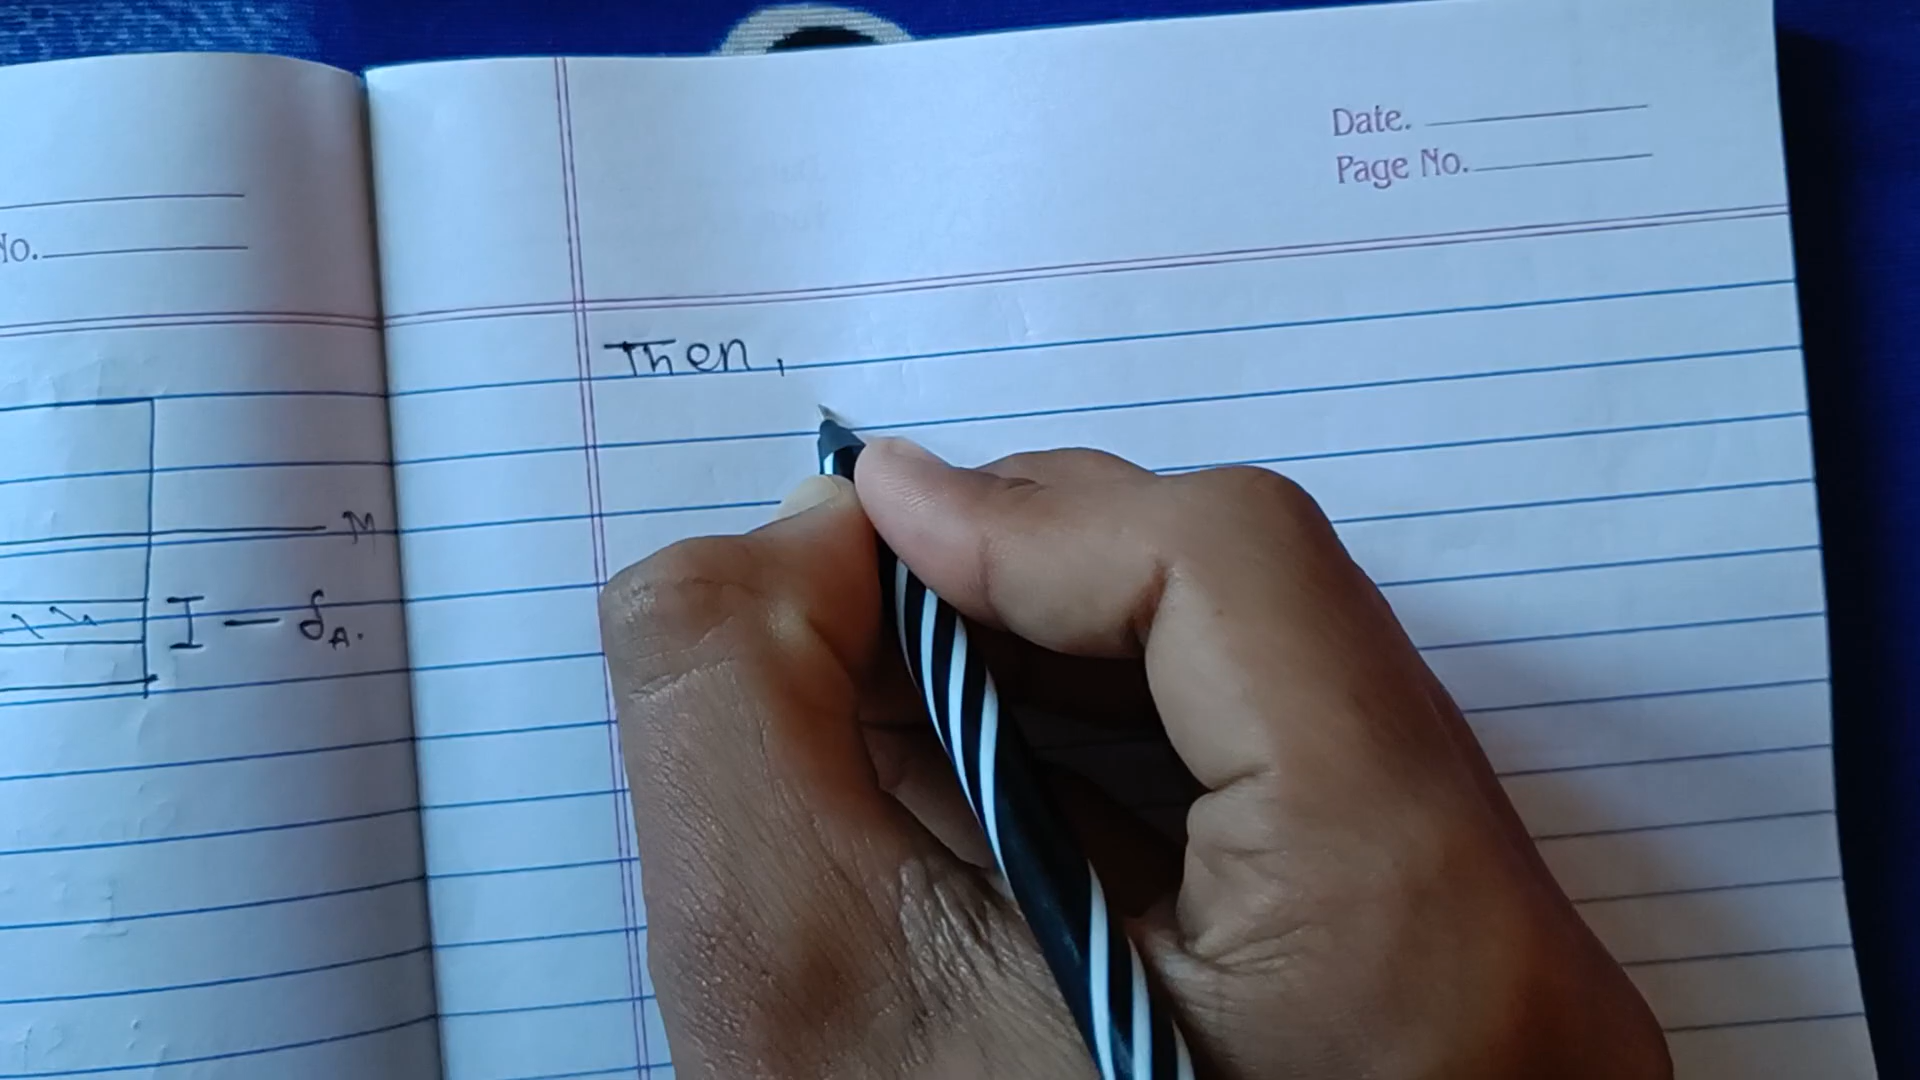 No.
M
I — δA.
Date.
Page No.
Then,